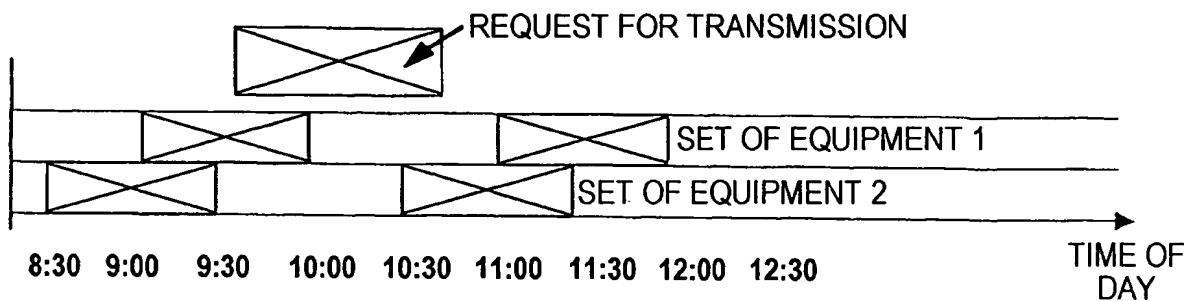 REQUEST FOR TRANSMISSION
SET OF EQUIPMENT 1
SET OF EQUIPMENT 2
8:30 9:00 9:30 10:00 10:30 11:00 11:30 12:00 12:30
TIME OF
DAY